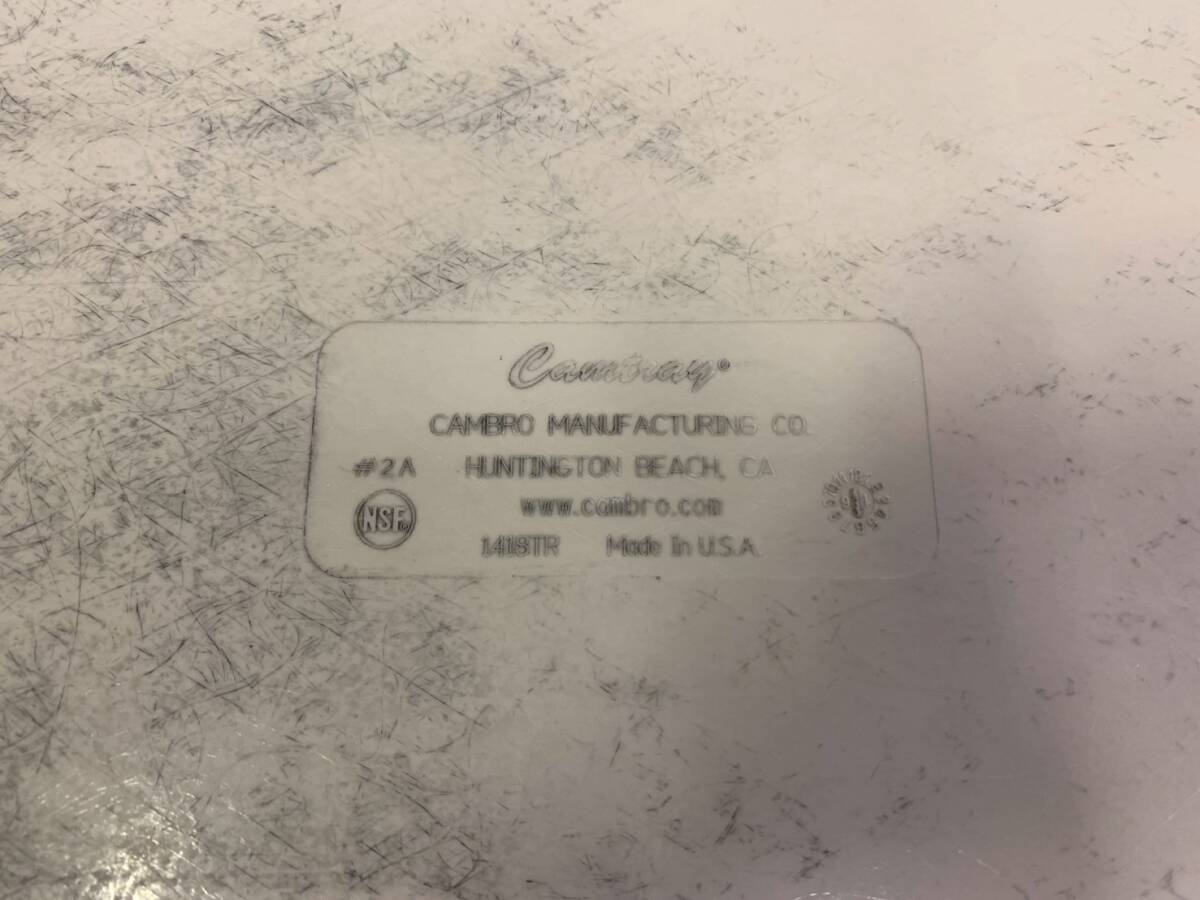 Camtray®
CAMBRO MANUFACTURING CO.
#2A HUNTINGTON BEACH, CA
www.cambro.com
NSF®
1418TR Made In U.S.A.